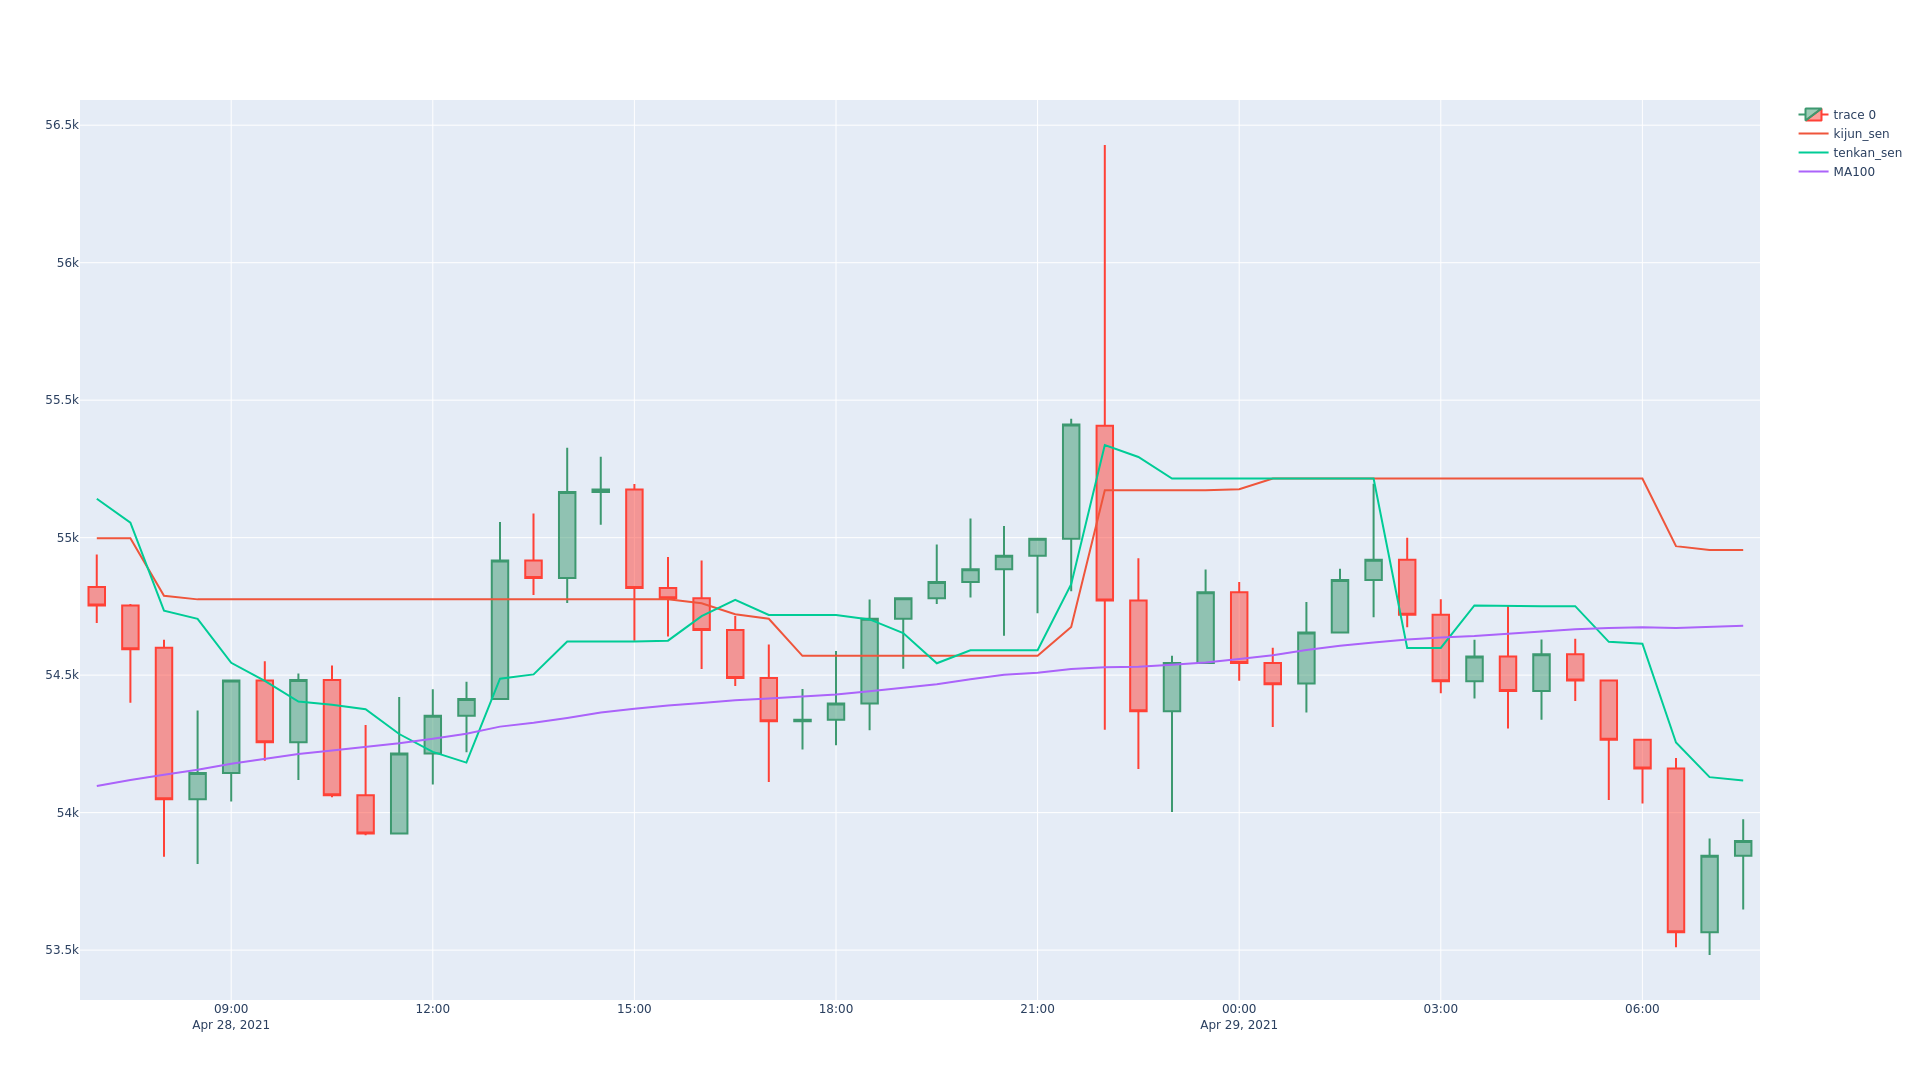 56.5k
56k
55.5k
55k
54.5k
54k
53.5k
09:00 12:00 15:00 18:00 21:00 00:00 03:00 06:00
Apr 28, 2021 Apr 29, 2021
trace 0
kijun_sen
tenkan_sen
MA100